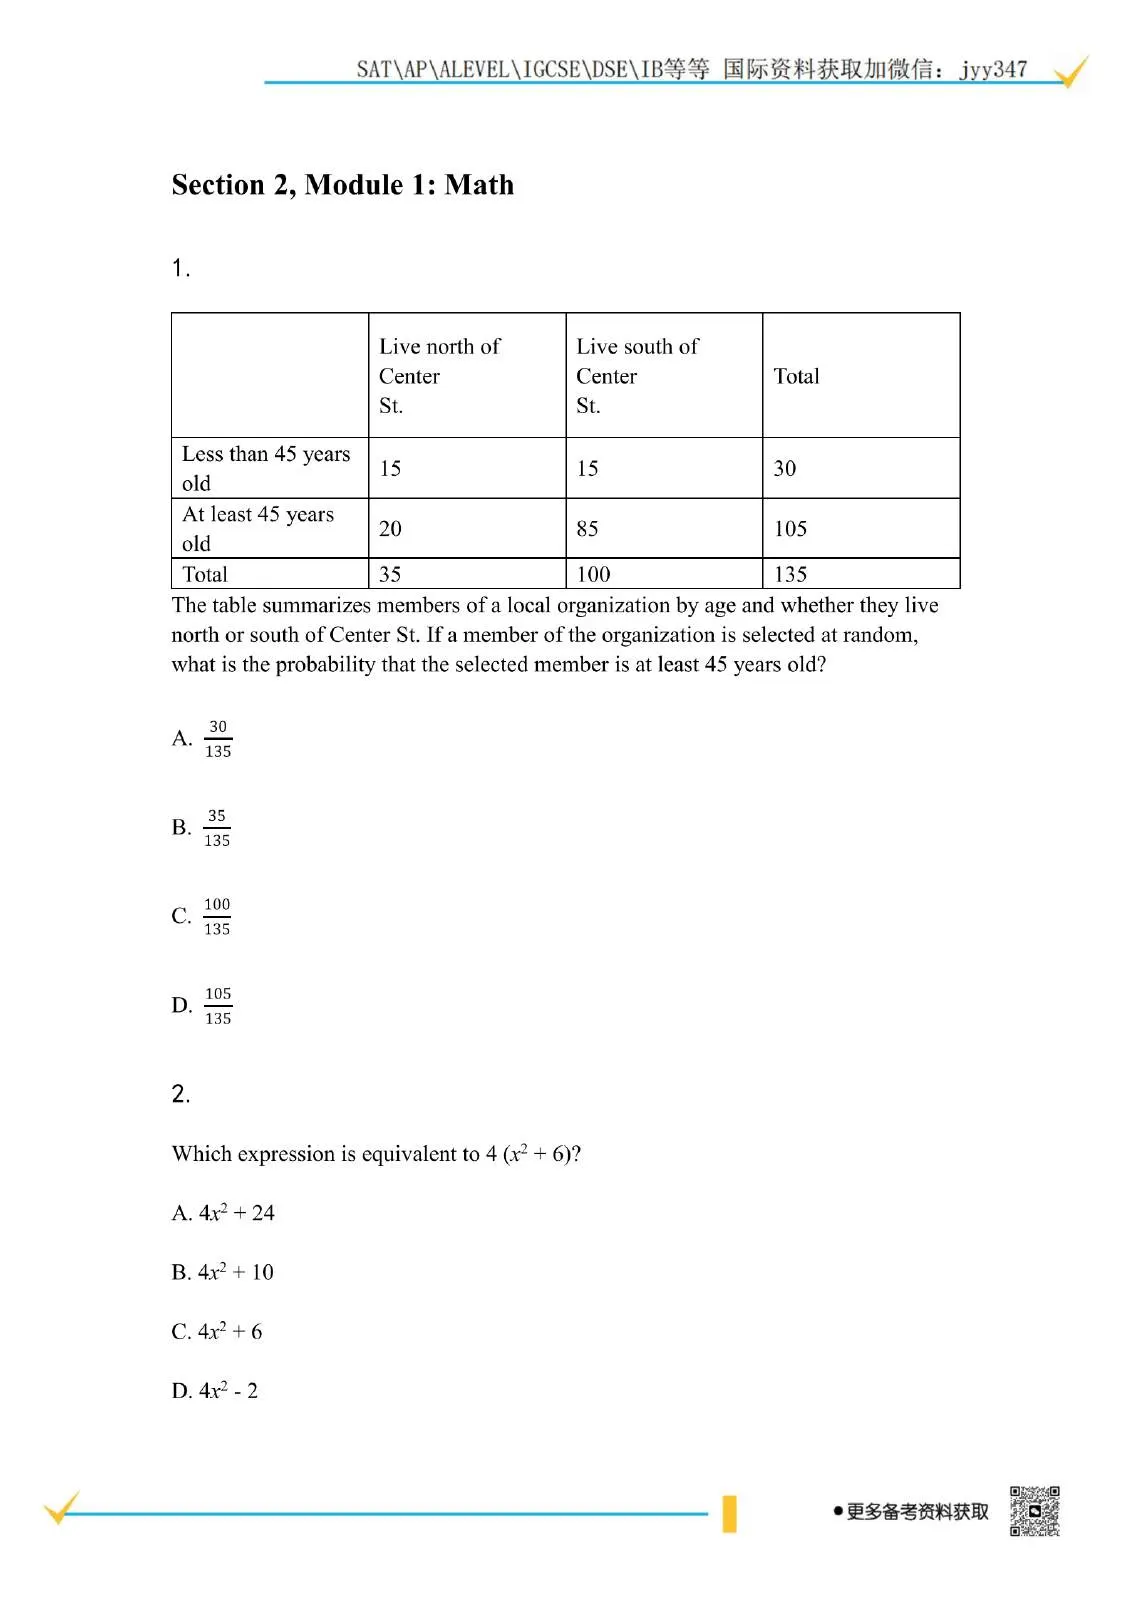 SAT\AP\ALEVEL\IGCSE\DSE\IB等等 国际资料获取加微信：jyy347
Section 2, Module 1: Math
1.
Live north of Center St.
Live south of Center St.
Total
Less than 45 years old
15
15
30
At least 45 years old
20
85
105
Total
35
100
135
The table summarizes members of a local organization by age and whether they live
north or south of Center St. If a member of the organization is selected at random,
what is the probability that the selected member is at least 45 years old?
A. 30/135
B. 35/135
C. 100/135
D. 105/135
2.
Which expression is equivalent to 4 (x² + 6)?
A. 4x² + 24
B. 4x² + 10
C. 4x² + 6
D. 4x² - 2
●更多备考资料获取